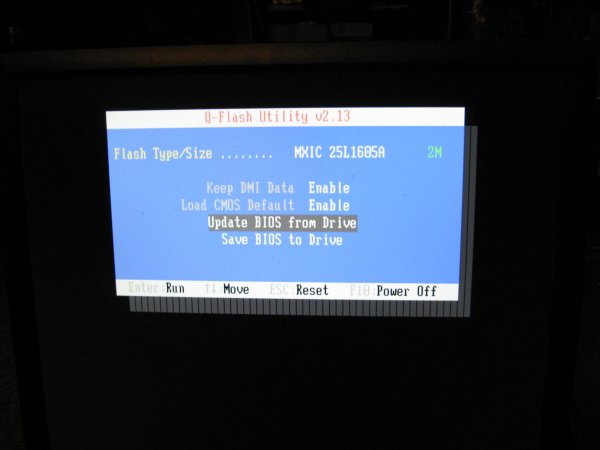 Q-Flash Utility v2.13
Flash Type/Size ........ MXIC 25L1605A 2M
Keep DMI Data Enable
Load CMOS Default Enable
Update BIOS from Drive
Save BIOS to Drive
Enter:Run ↑↓:Move ESC:Reset F10:Power Off